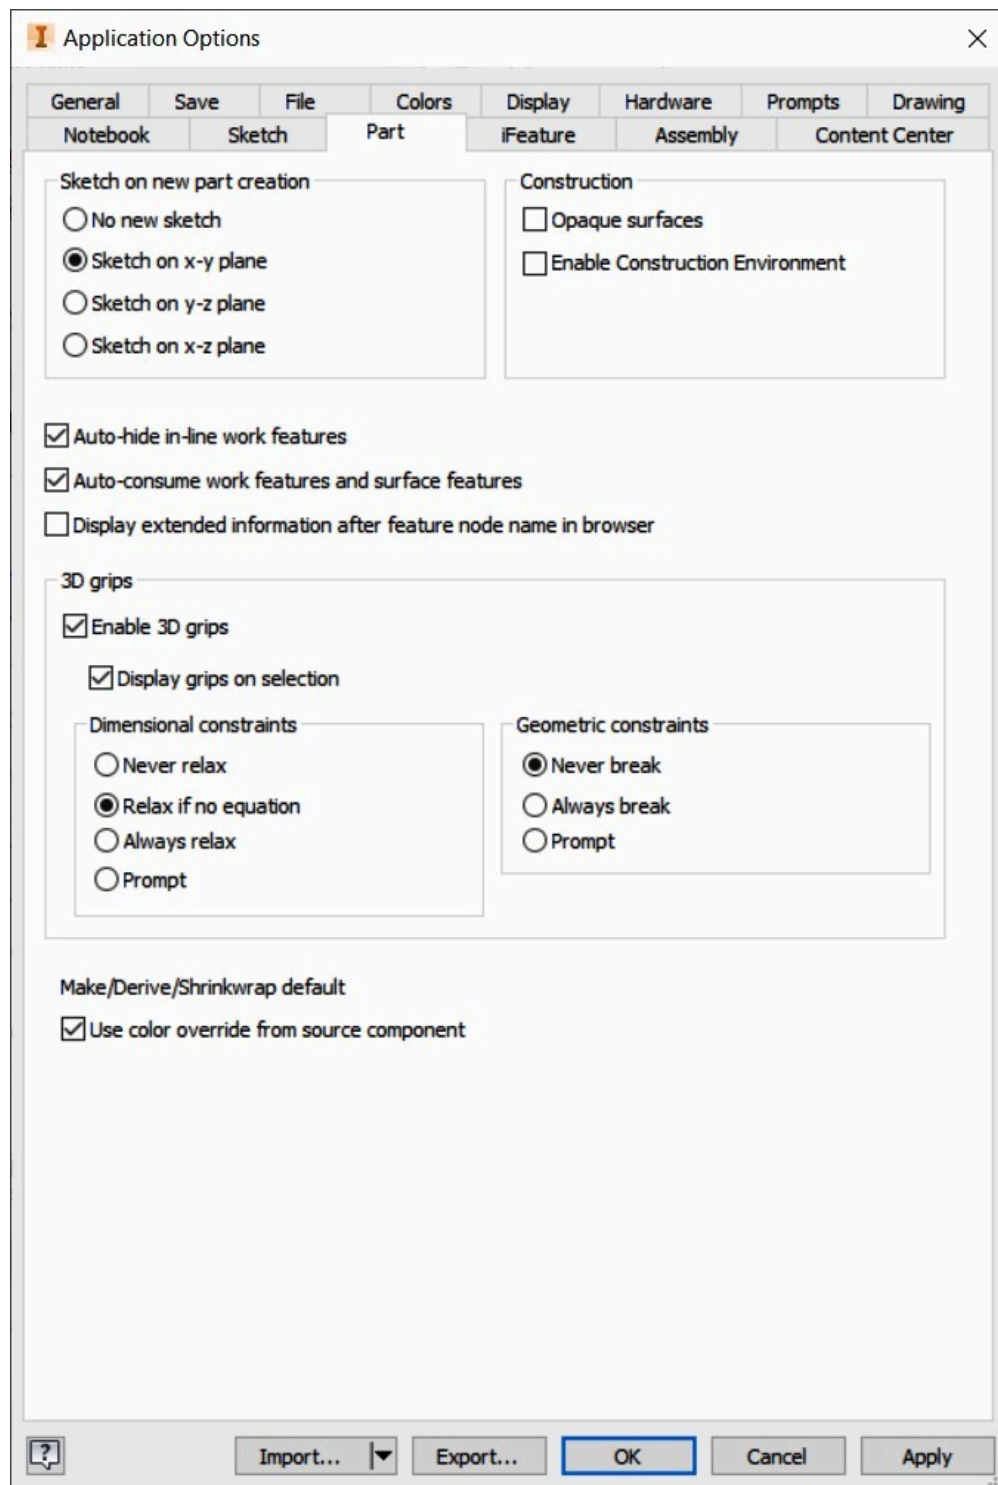 Application Options
General Save File Colors Display Hardware Prompts Drawing
Notebook Sketch Part iFeature Assembly Content Center
Sketch on new part creation
No new sketch
Sketch on x-y plane
Sketch on y-z plane
Sketch on x-z plane
Construction
Opaque surfaces
Enable Construction Environment
Auto-hide in-line work features
Auto-consume work features and surface features
Display extended information after feature node name in browser
3D grips
Enable 3D grips
Display grips on selection
Dimensional constraints
Never relax
Relax if no equation
Always relax
Prompt
Geometric constraints
Never break
Always break
Prompt
Make/Derive/Shrinkwrap default
Use color override from source component
? Import... Export... OK Cancel Apply